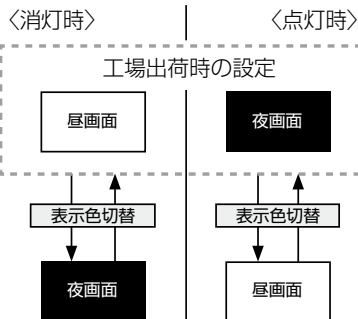 〈消灯時〉
〈点灯時〉
工場出荷時の設定
昼画面
夜画面
表示色切替
表示色切替
夜画面
昼画面